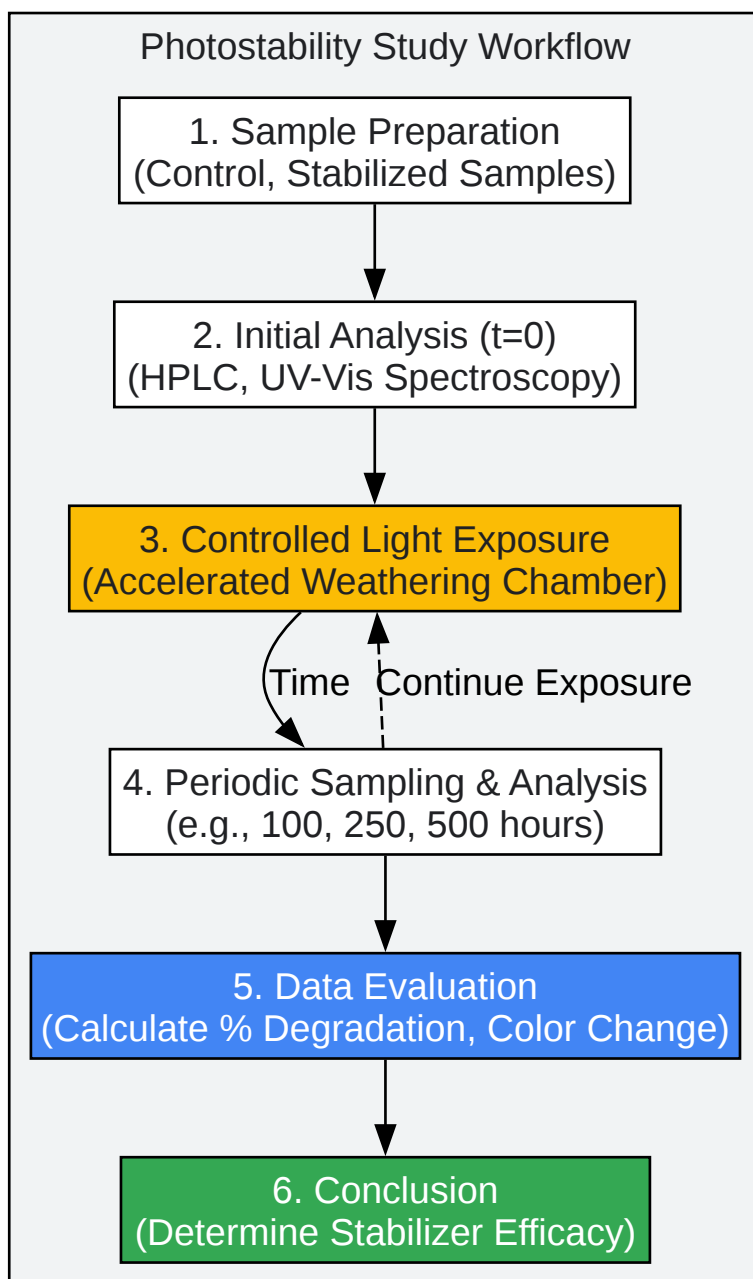 Photostability Study Workflow
1. Sample Preparation
(Control, Stabilized Samples)
2. Initial Analysis (t=0)
(HPLC, UV-Vis Spectroscopy)
3. Controlled Light Exposure
(Accelerated Weathering Chamber)
Time
Continue Exposure
4. Periodic Sampling & Analysis
(e.g., 100, 250, 500 hours)
5. Data Evaluation
(Calculate % Degradation, Color Change)
6. Conclusion
(Determine Stabilizer Efficacy)